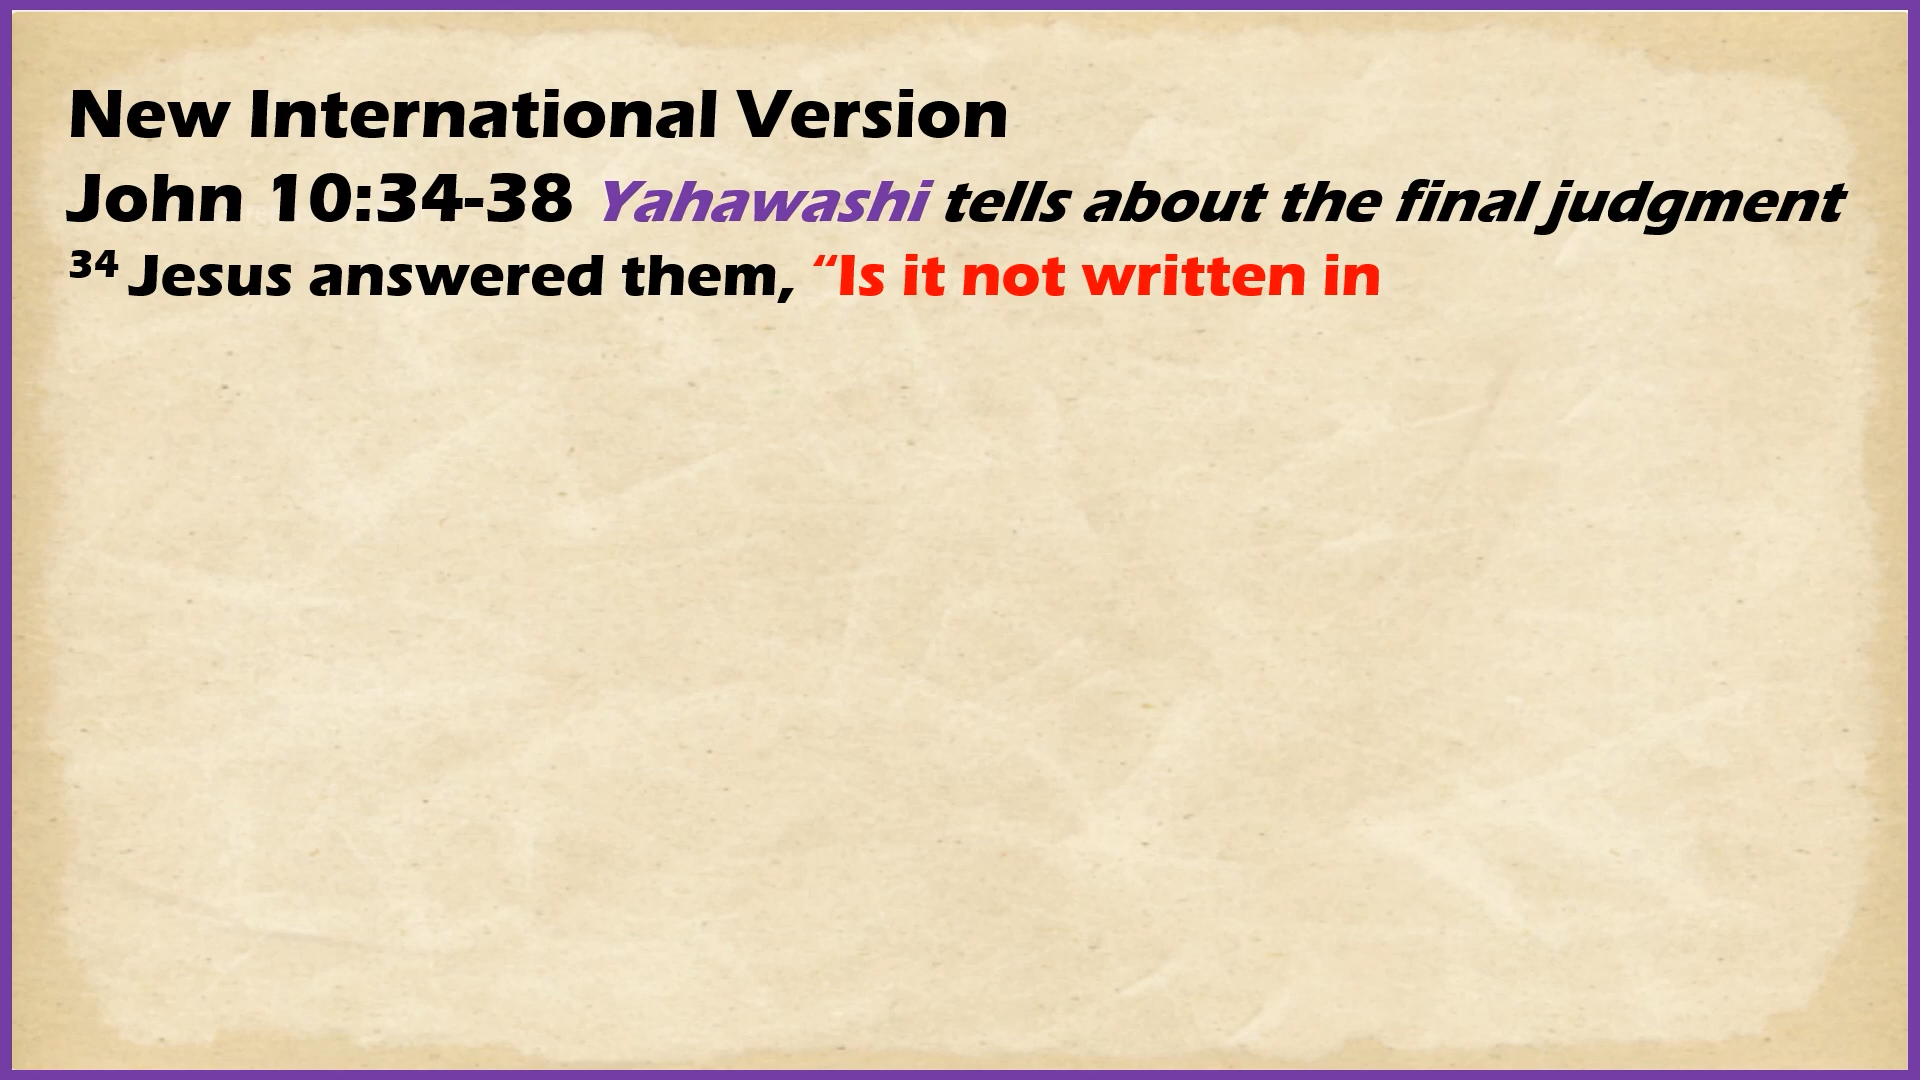 New International Version
John 10:34-38 Yahawashi tells about the final judgment
³⁴ Jesus answered them, “Is it not written in